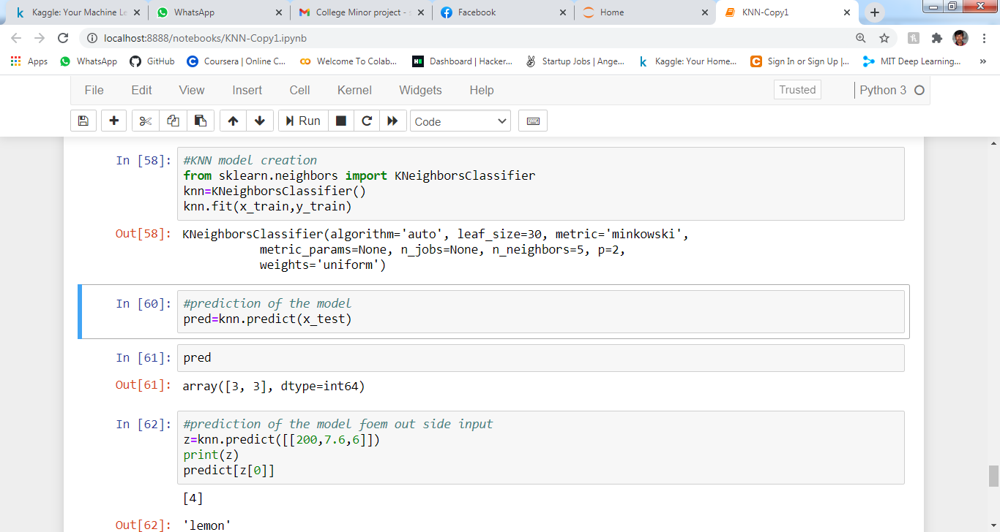 Kaggle: Your Machine Le
WhatsApp
College Minor project - s
Facebook
Home
KNN-Copy1
localhost:8888/notebooks/KNN-Copy1.ipynb
Apps WhatsApp GitHub Coursera | Online C... Welcome To Colab... Dashboard | Hacker... Startup Jobs | Ange... Kaggle: Your Home... Sign In or Sign Up |... MIT Deep Learning... »
File Edit View Insert Cell Kernel Widgets Help Trusted Python 3
Run Code
In [58]: #KNN model creation
from sklearn.neighbors import KNeighborsClassifier
knn=KNeighborsClassifier()
knn.fit(x_train,y_train)
Out[58]: KNeighborsClassifier(algorithm='auto', leaf_size=30, metric='minkowski',
metric_params=None, n_jobs=None, n_neighbors=5, p=2,
weights='uniform')
In [60]: #prediction of the model
pred=knn.predict(x_test)
In [61]: pred
Out[61]: array([3, 3], dtype=int64)
In [62]: #prediction of the model foem out side input
z=knn.predict([[200,7.6,6]])
print(z)
predict[z[0]]
[4]
Out[62]: 'lemon'